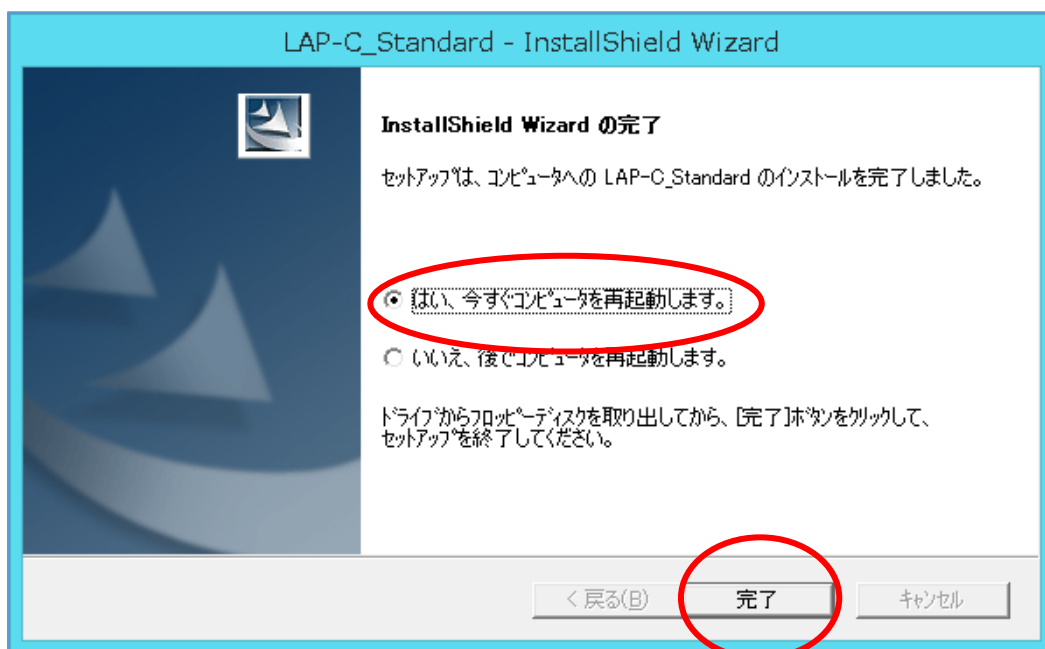 LAP-C_Standard - InstallShield Wizard
InstallShield Wizard の完了
セットアップは、コンピュータへの LAP-C_Standard のインストールを完了しました。
はい、今すぐコンピュータを再起動します。
いいえ、後でコンピュータを再起動します。
ドライブからフロッピーディスクを取り出してから、[完了]ボタンをクリックして、
セットアップを終了してください。
< 戻る(B)
完了
キャンセル